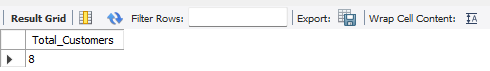 Result Grid Filter Rows: Export: Wrap Cell Content:
Total_Customers
8